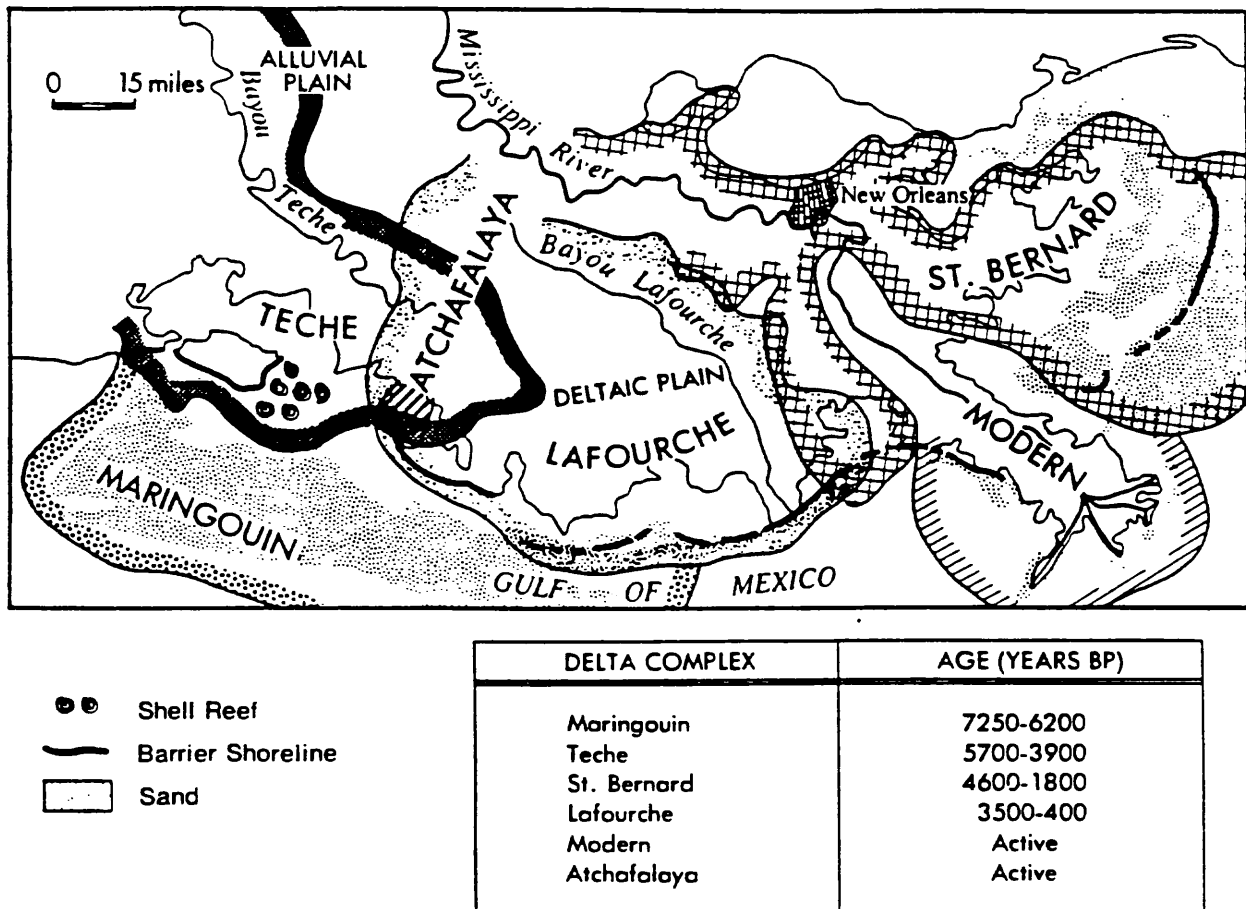 ALLUVIAL
PLAIN
0 15 miles
Bayou
Teche
Mississippi
River
New Orleans
ATCHAFALAYA
Bayou Lafourche
ST. BERNARD
TECHE
DELTAIC PLAIN
LAFOURCHE
MODERN
MARINGOUIN
GULF OF MEXICO
Shell Reef
Barrier Shoreline
Sand
DELTA COMPLEX AGE (YEARS BP)
Maringouin 7250-6200
Teche 5700-3900
St. Bernard 4600-1800
Lafourche 3500-400
Modern Active
Atchafalaya Active